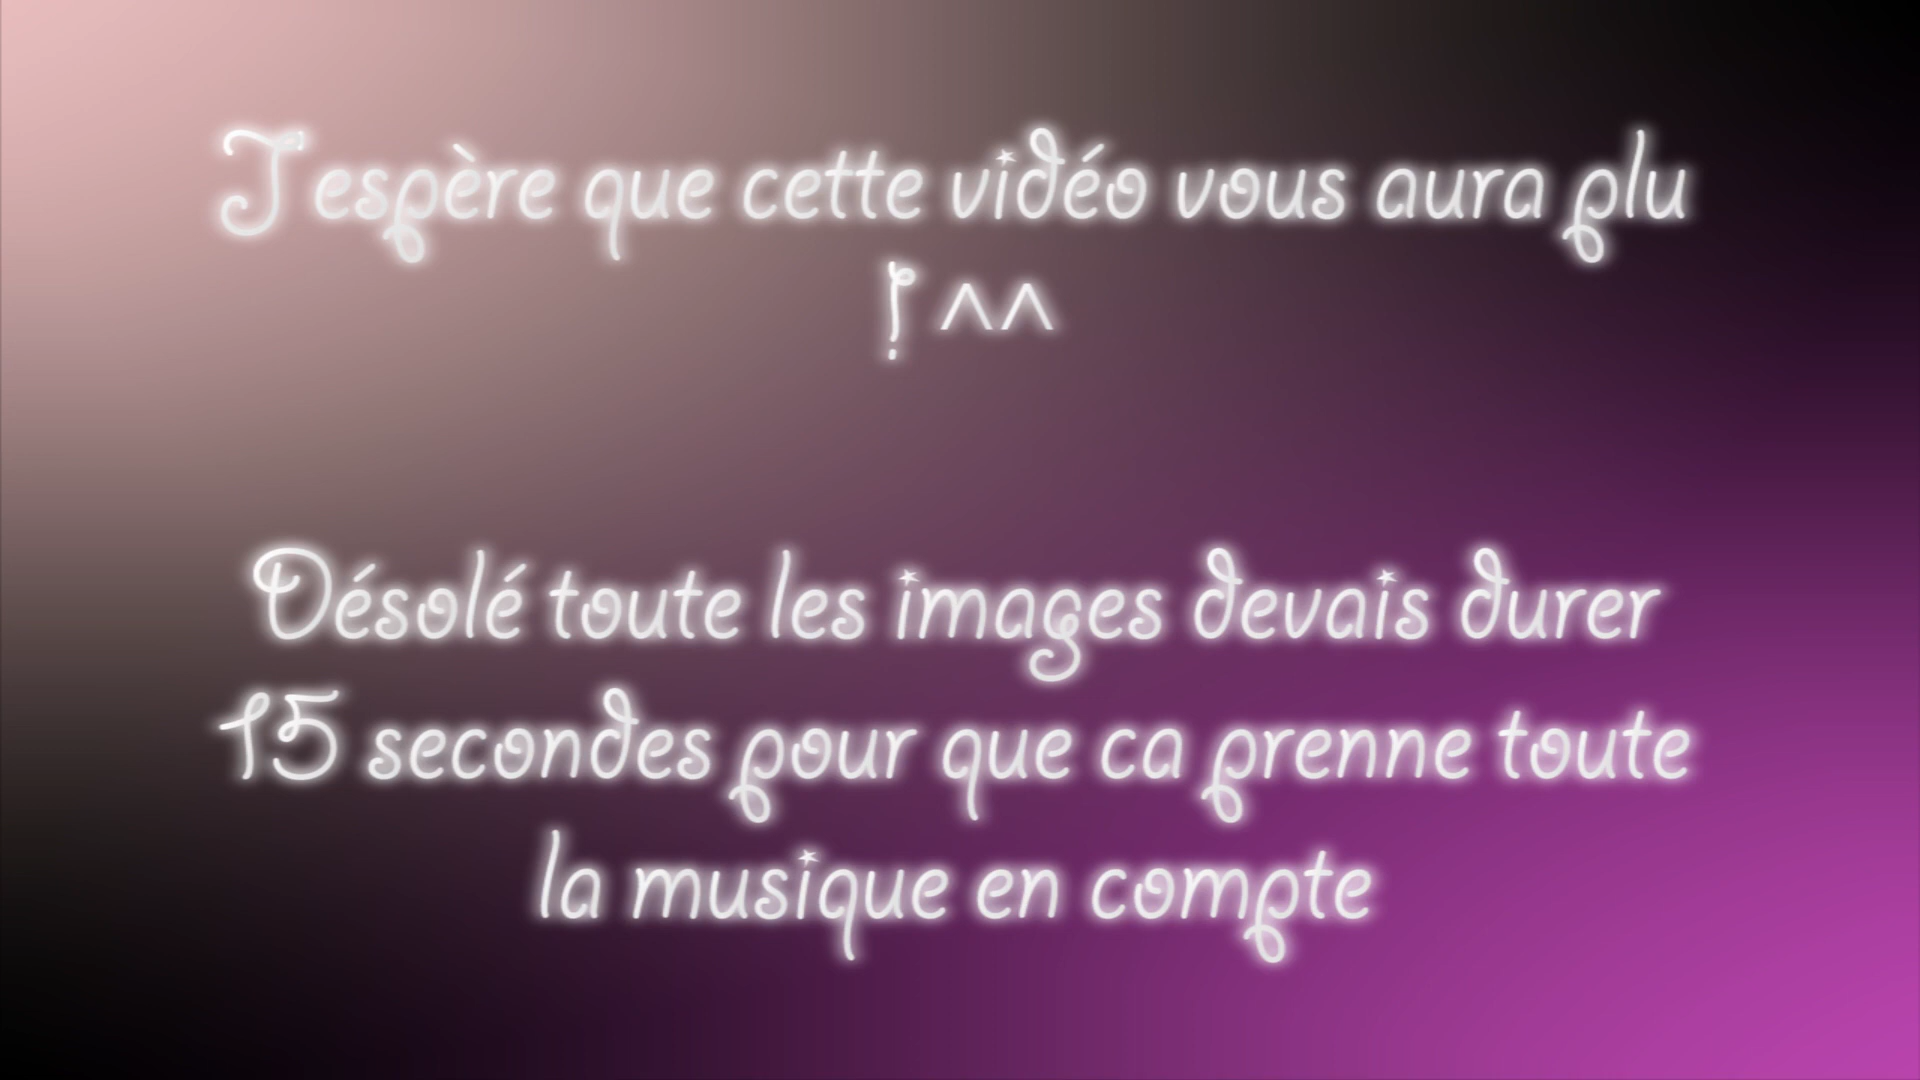 J espère que cette vidéo vous aura plu
! ^^
Désolé toute les images devais durer
15 secondes pour que ca prenne toute
la musique en compte